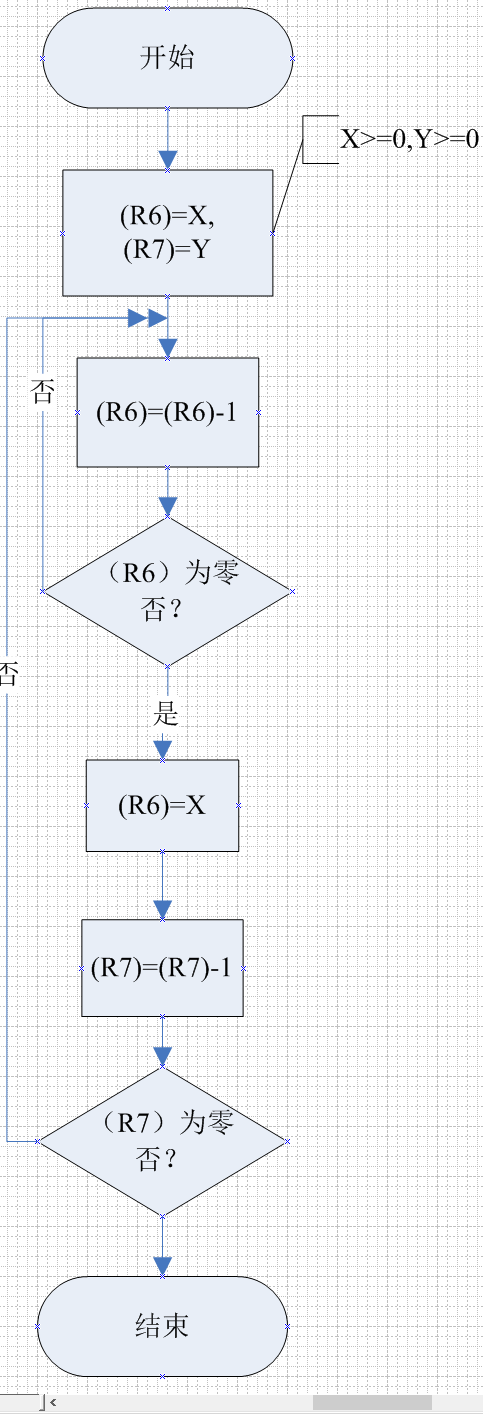 开始
X>=0,Y>=0
(R6)=X,
(R7)=Y
否
(R6)=(R6)-1
（R6）为零
否？
否
是
(R6)=X
(R7)=(R7)-1
（R7）为零
否？
结束